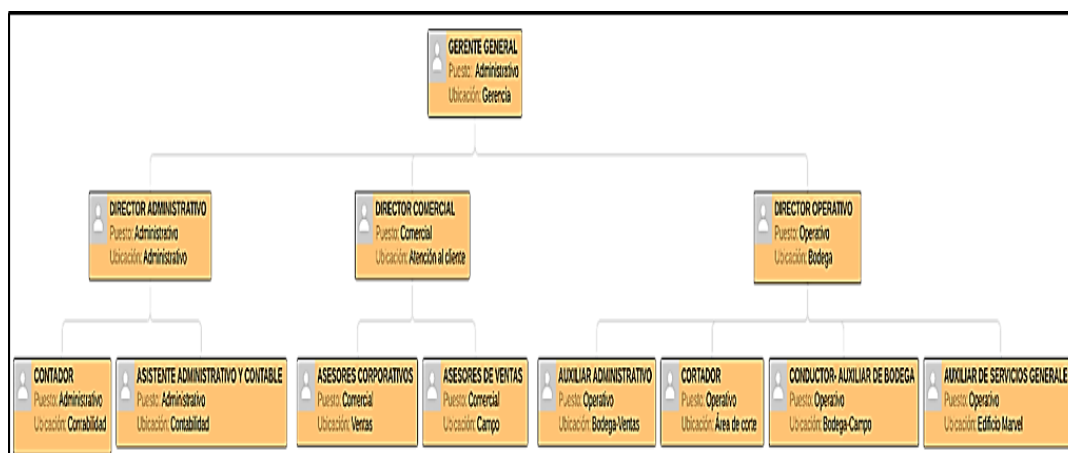 GERENTE GENERAL
Puesto: Administrativo
Ubicación: Gerencia
DIRECTOR ADMINISTRATIVO
Puesto: Administrativo
Ubicación: Administrativo
DIRECTOR COMERCIAL
Puesto: Comercial
Ubicación: Atención al cliente
DIRECTOR OPERATIVO
Puesto: Operativo
Ubicación: Bodega
CONTADOR
Puesto: Administrativo
Ubicación: Contabilidad
ASISTENTE ADMINISTRATIVO Y CONTABLE
Puesto: Administrativo
Ubicación: Contabilidad
ASESORES CORPORATIVOS
Puesto: Comercial
Ubicación: Ventas
ASESORES DE VENTAS
Puesto: Comercial
Ubicación: Campo
AUXILIAR ADMINISTRATIVO
Puesto: Operativo
Ubicación: Bodega-Ventas
CORTADOR
Puesto: Operativo
Ubicación: Área de corte
CONDUCTOR- AUXILIAR DE BODEGA
Puesto: Operativo
Ubicación: Bodega-Campo
AUXILIAR DE SERVICIOS GENERALES
Puesto: Operativo
Ubicación: Edificio Marvel